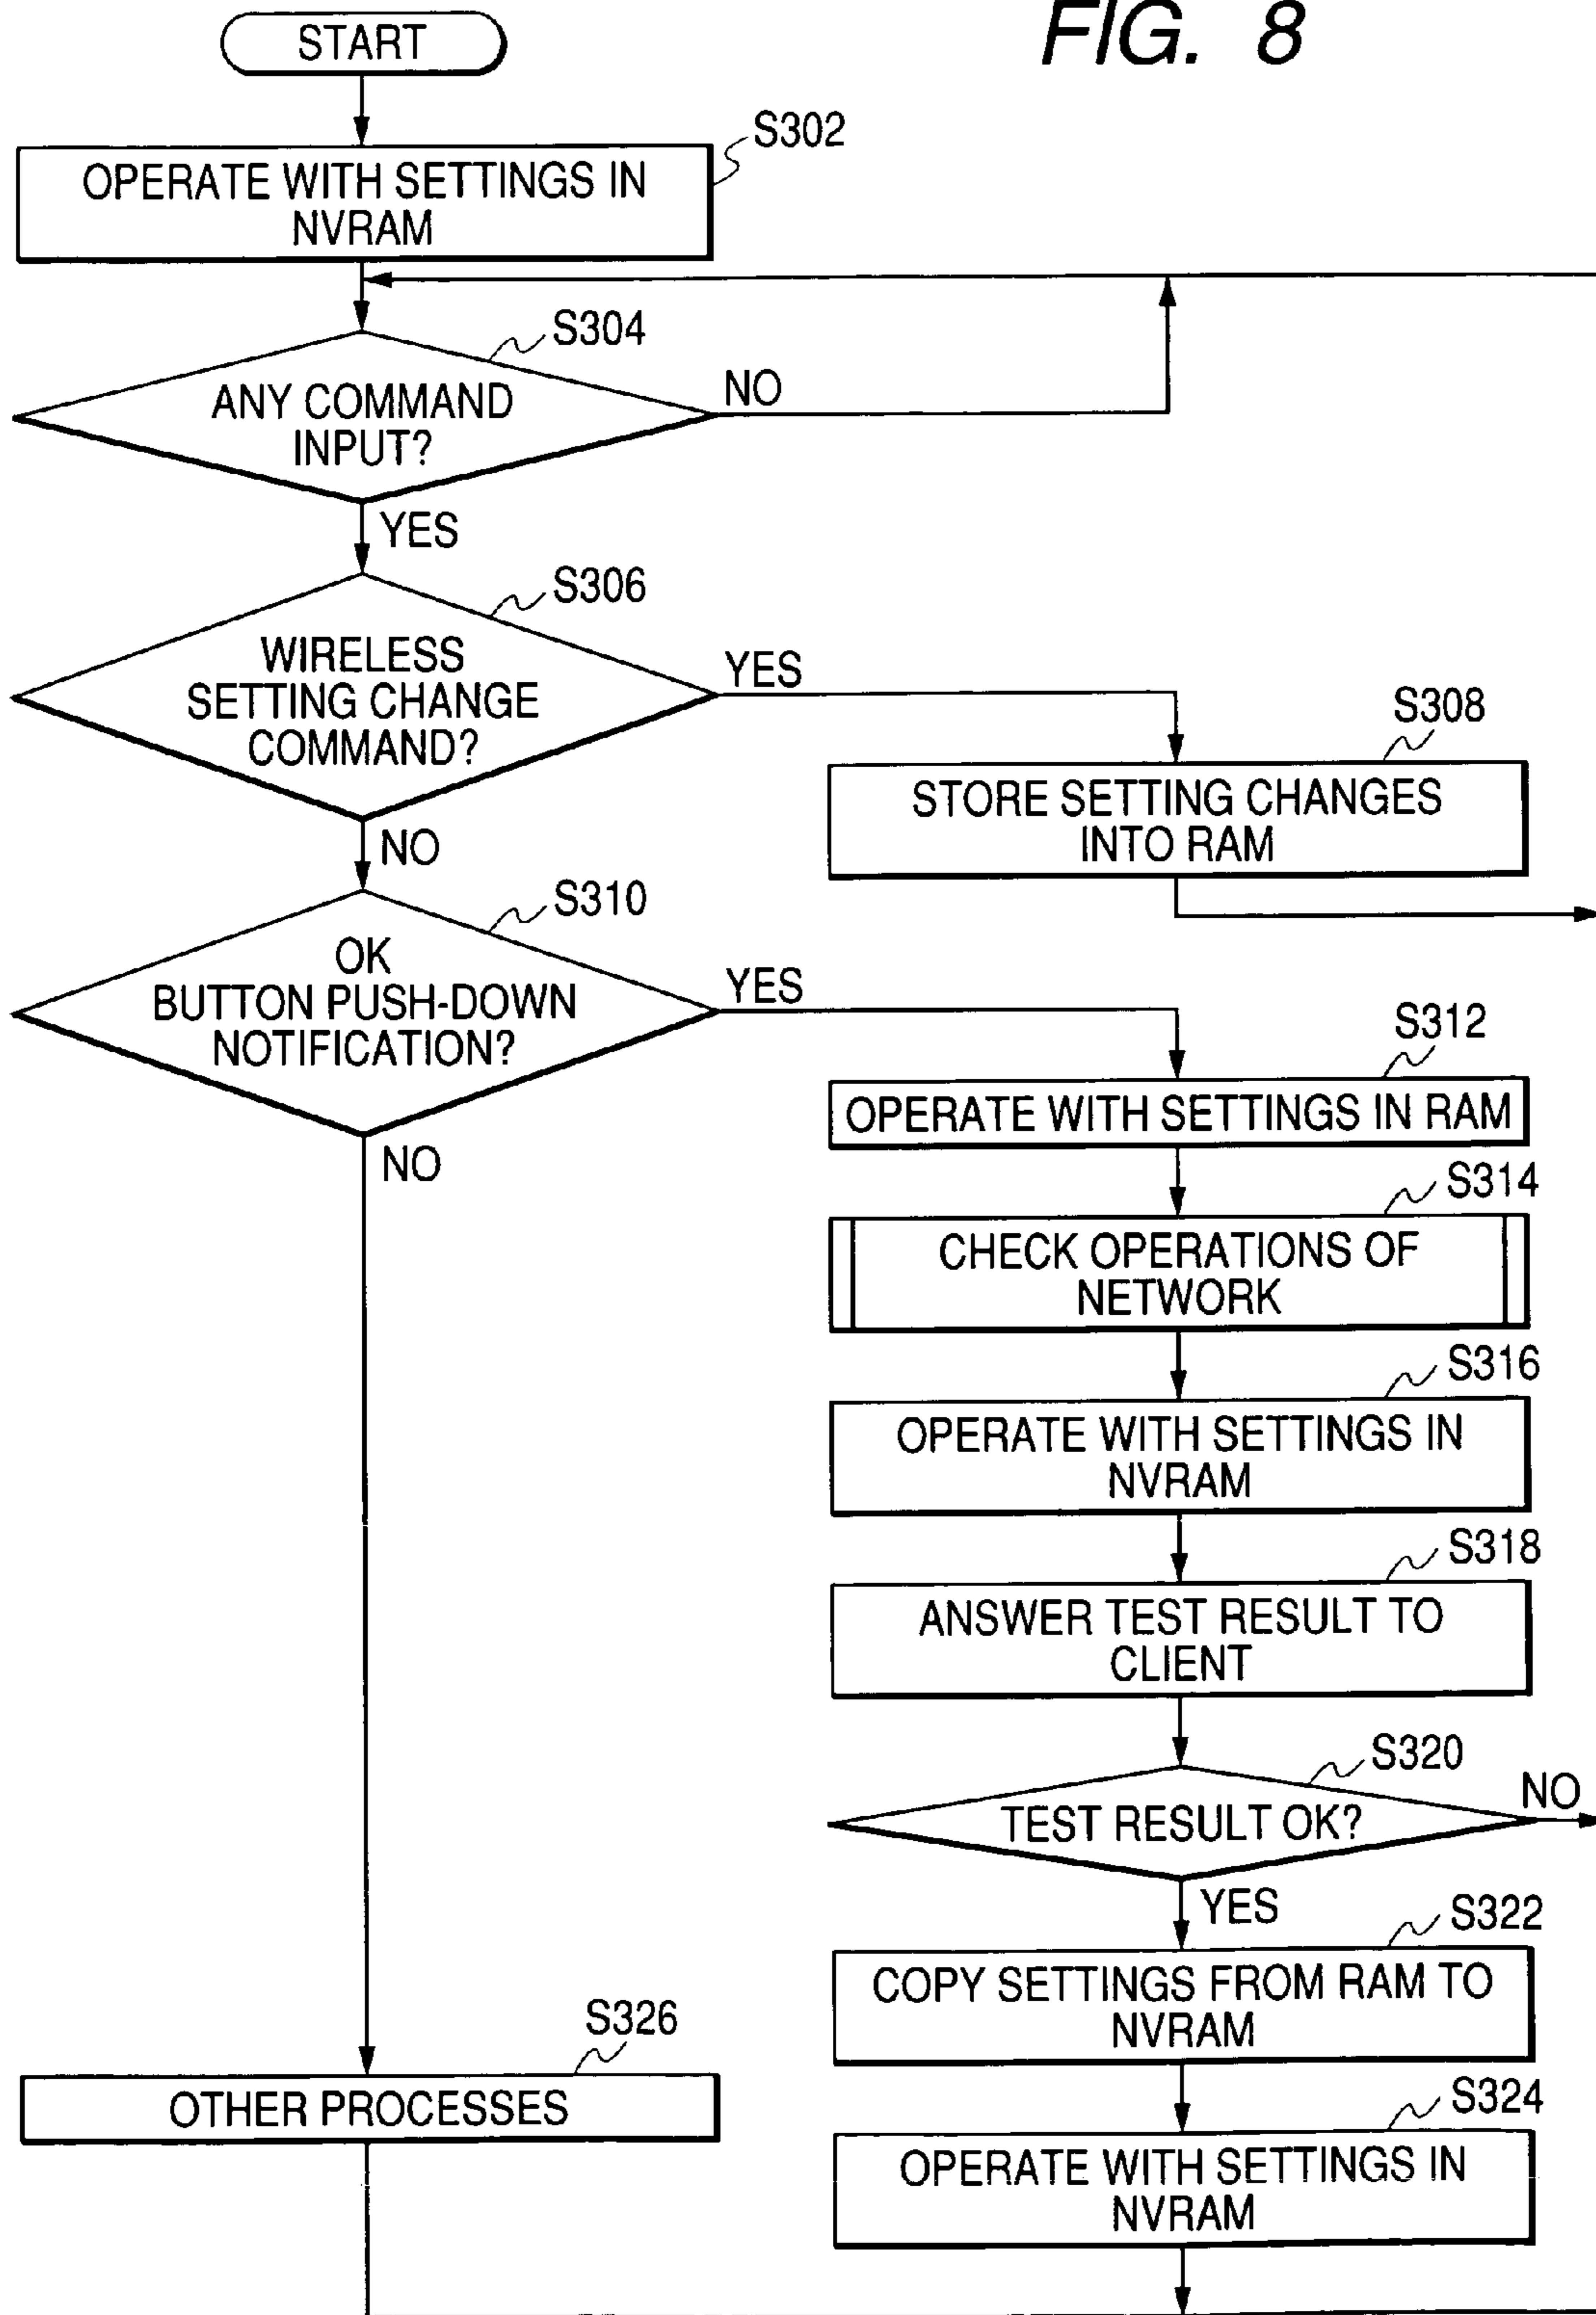 FIG. 8
START
S302
OPERATE WITH SETTINGS IN
NVRAM
S304
ANY COMMAND
INPUT?
NO
YES
S306
WIRELESS
SETTING CHANGE
COMMAND?
YES
S308
STORE SETTING CHANGES
INTO RAM
NO
S310
OK
BUTTON PUSH-DOWN
NOTIFICATION?
YES
S312
OPERATE WITH SETTINGS IN RAM
NO
S314
CHECK OPERATIONS OF
NETWORK
S316
OPERATE WITH SETTINGS IN
NVRAM
S318
ANSWER TEST RESULT TO
CLIENT
S320
TEST RESULT OK?
NO
YES
S322
COPY SETTINGS FROM RAM TO
NVRAM
S326
OTHER PROCESSES
S324
OPERATE WITH SETTINGS IN
NVRAM